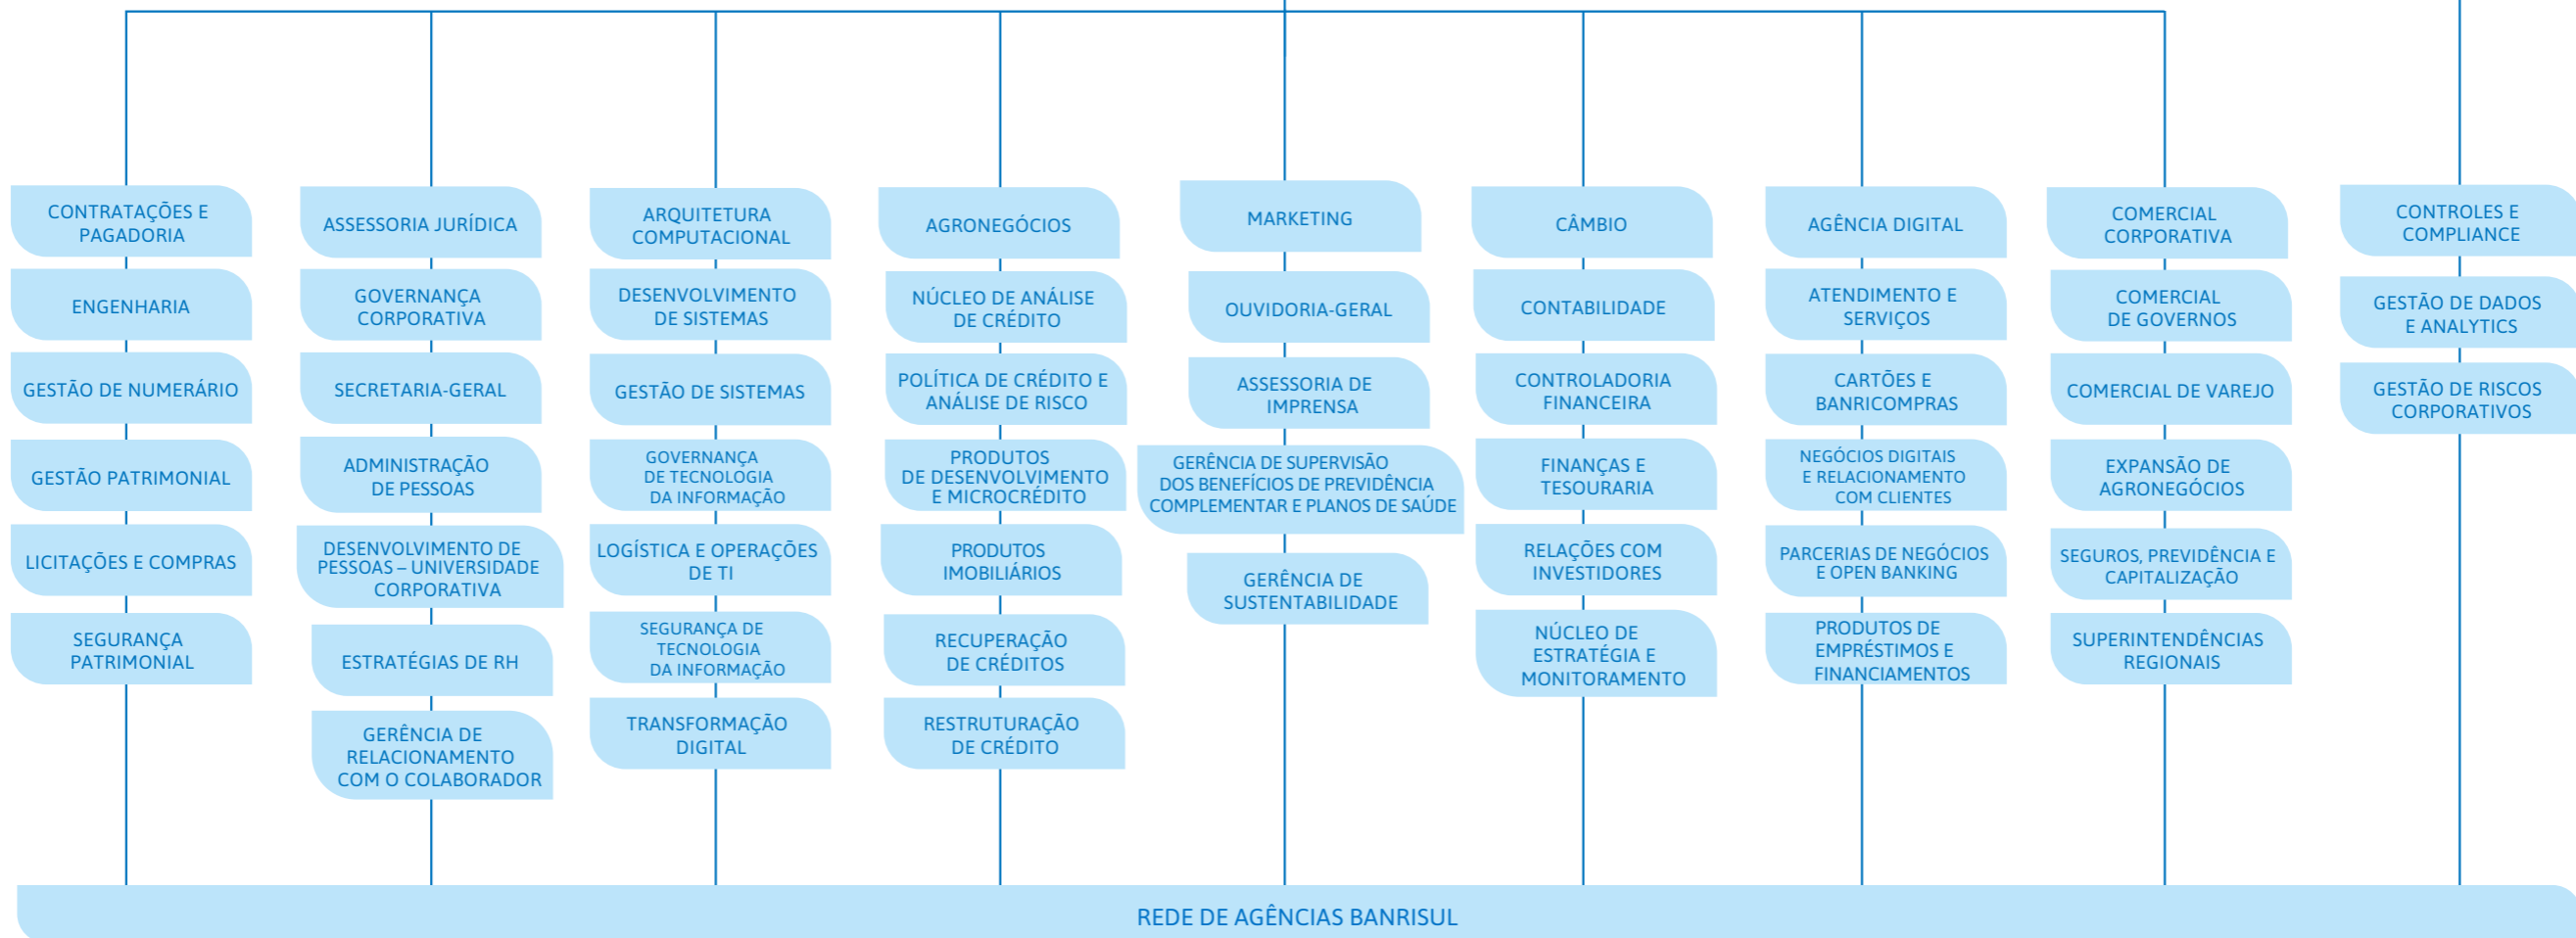 CONTRATAÇÕES E
PAGADORIA
ENGENHARIA
GESTÃO DE NUMERÁRIO
GESTÃO PATRIMONIAL
LICITAÇÕES E COMPRAS
SEGURANÇA
PATRIMONIAL
ASSESSORIA JURÍDICA
GOVERNANÇA
CORPORATIVA
SECRETARIA-GERAL
ADMINISTRAÇÃO
DE PESSOAS
DESENVOLVIMENTO DE
PESSOAS – UNIVERSIDADE
CORPORATIVA
ESTRATÉGIAS DE RH
GERÊNCIA DE
RELACIONAMENTO
COM O COLABORADOR
ARQUITETURA
COMPUTACIONAL
DESENVOLVIMENTO
DE SISTEMAS
GESTÃO DE SISTEMAS
GOVERNANÇA
DE TECNOLOGIA
DA INFORMAÇÃO
LOGÍSTICA E OPERAÇÕES
DE TI
SEGURANÇA DE
TECNOLOGIA
DA INFORMAÇÃO
TRANSFORMAÇÃO
DIGITAL
AGRONEGÓCIOS
NÚCLEO DE ANÁLISE
DE CRÉDITO
POLÍTICA DE CRÉDITO E
ANÁLISE DE RISCO
PRODUTOS
DE DESENVOLVIMENTO
E MICROCRÉDITO
PRODUTOS
IMOBILIÁRIOS
RECUPERAÇÃO
DE CRÉDITOS
RESTRUTURAÇÃO
DE CRÉDITO
MARKETING
OUVIDORIA-GERAL
ASSESSORIA DE
IMPRENSA
GERÊNCIA DE SUPERVISÃO
DOS BENEFÍCIOS DE PREVIDÊNCIA
COMPLEMENTAR E PLANOS DE SAÚDE
GERÊNCIA DE
SUSTENTABILIDADE
CÂMBIO
CONTABILIDADE
CONTROLADORIA
FINANCEIRA
FINANÇAS E
TESOURARIA
RELAÇÕES COM
INVESTIDORES
NÚCLEO DE
ESTRATÉGIA E
MONITORAMENTO
AGÊNCIA DIGITAL
ATENDIMENTO E
SERVIÇOS
CARTÕES E
BANRICOMPRAS
NEGÓCIOS DIGITAIS
E RELACIONAMENTO
COM CLIENTES
PARCERIAS DE NEGÓCIOS
E OPEN BANKING
PRODUTOS DE
EMPRÉSTIMOS E
FINANCIAMENTOS
COMERCIAL
CORPORATIVA
COMERCIAL
DE GOVERNOS
COMERCIAL DE VAREJO
EXPANSÃO DE
AGRONEGÓCIOS
SEGUROS, PREVIDÊNCIA E
CAPITALIZAÇÃO
SUPERINTENDÊNCIAS
REGIONAIS
CONTROLES E
COMPLIANCE
GESTÃO DE DADOS
E ANALYTICS
GESTÃO DE RISCOS
CORPORATIVOS
REDE DE AGÊNCIAS BANRISUL